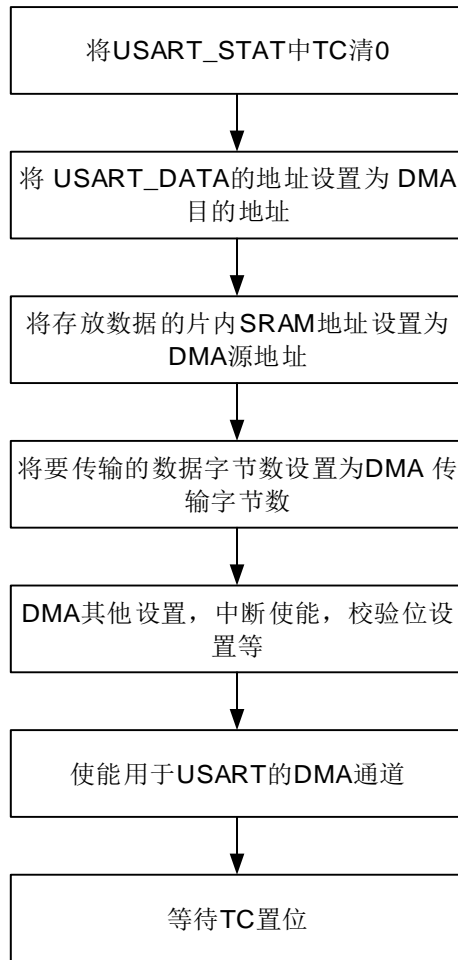 将USART_STAT中TC清0
将 USART_DATA的地址设置为 DMA
目的地址
将存放数据的片内SRAM地址设置为
DMA源地址
将要传输的数据字节数设置为DMA 传
输字节数
DMA其他设置，中断使能，校验位设
置等
使能用于USART的DMA通道
等待TC置位